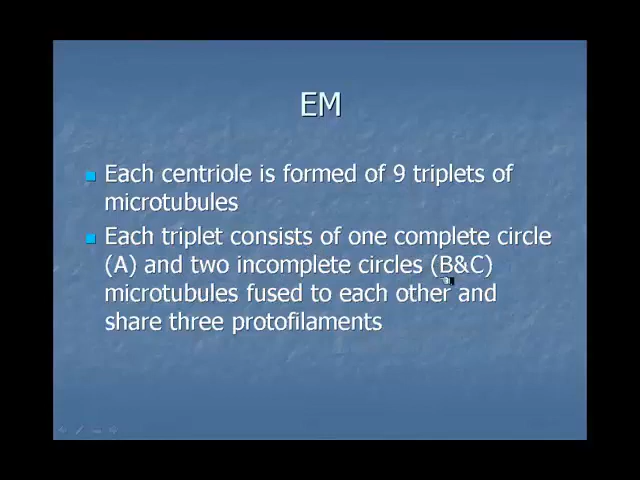 EM
Each centriole is formed of 9 triplets of
microtubules
Each triplet consists of one complete circle
(A) and two incomplete circles (B&C)
microtubules fused to each other and
share three protofilaments